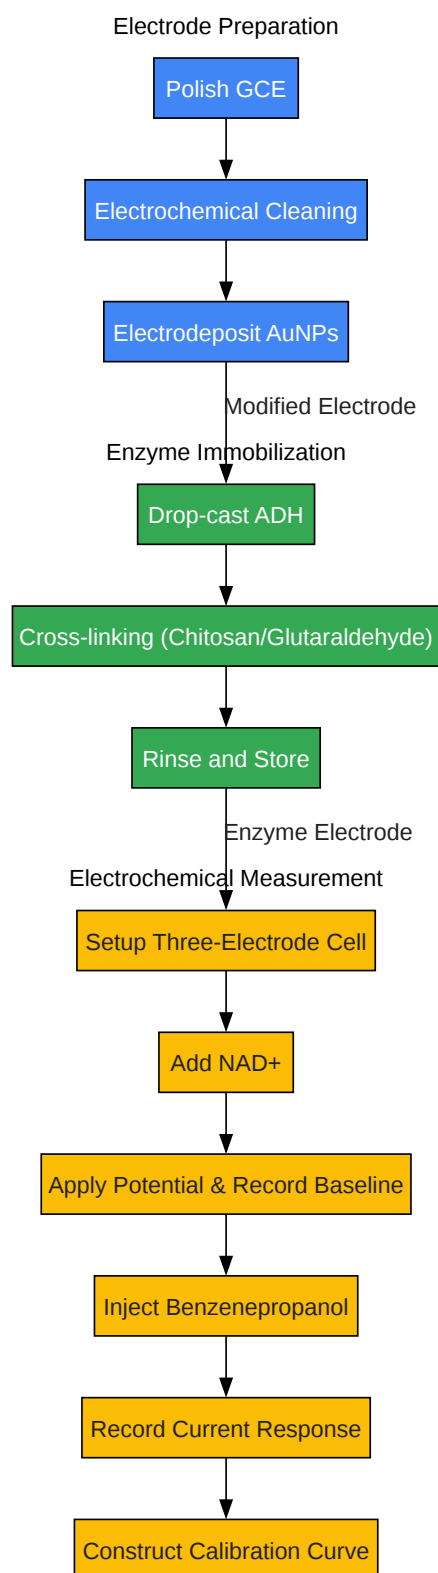 Electrode Preparation
Polish GCE
Electrochemical Cleaning
Electrodeposit AuNPs
Modified Electrode
Enzyme Immobilization
Drop-cast ADH
Cross-linking (Chitosan/Glutaraldehyde)
Rinse and Store
Enzyme Electrode
Electrochemical Measurement
Setup Three-Electrode Cell
Add NAD+
Apply Potential & Record Baseline
Inject Benzenepropanol
Record Current Response
Construct Calibration Curve